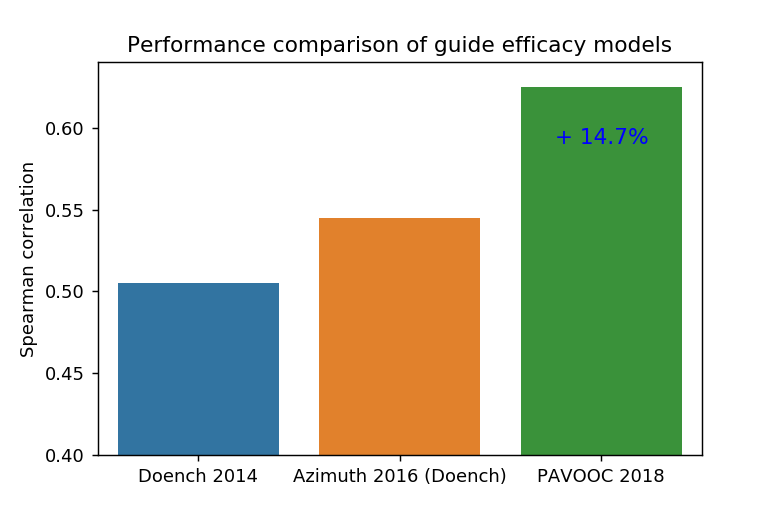 Performance comparison of guide efficacy models
+ 14.7%
Spearman correlation
0.60
0.55
0.50
0.45
0.40
Doench 2014
Azimuth 2016 (Doench)
PAVOOC 2018